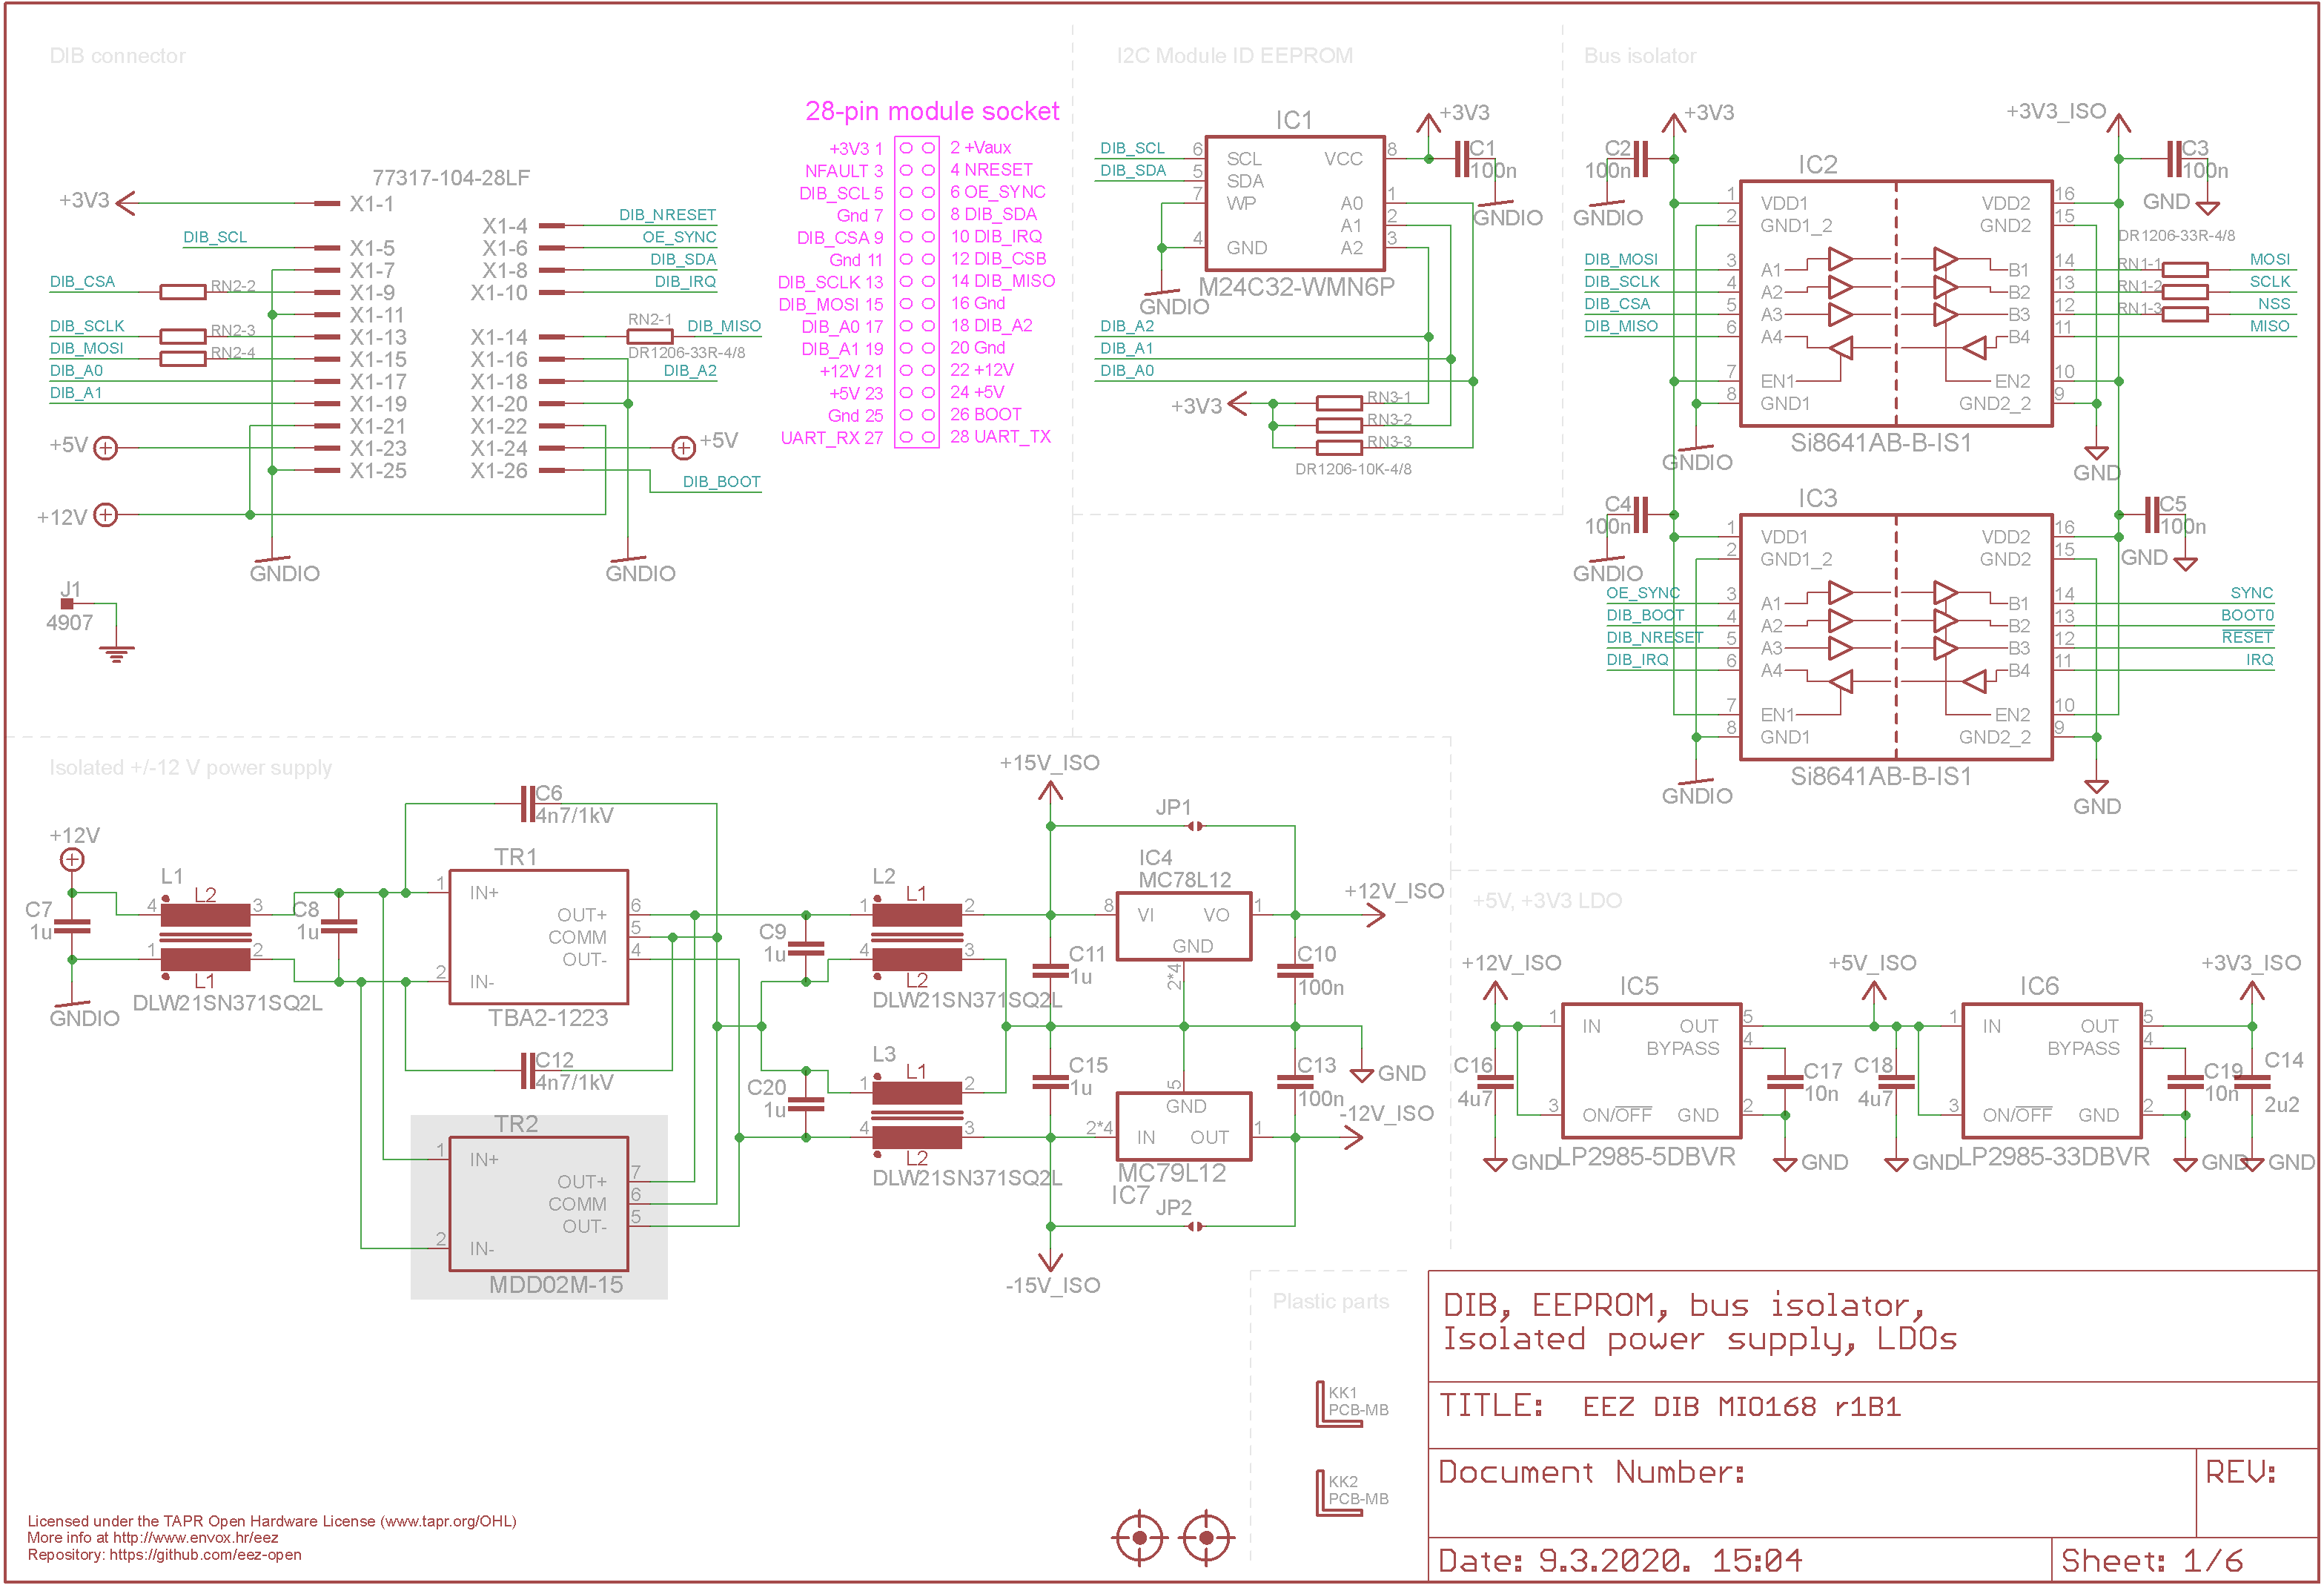 DIB connector
77317-104-28LF
+3V3
X1-1
X1-4
DIB_NRESET
DIB_SCL
X1-5
X1-6
OE_SYNC
X1-7
X1-8
DIB_SDA
DIB_CSA
RN2-2
X1-9
X1-10
DIB_IRQ
X1-11
DIB_SCLK
RN2-3
X1-13
X1-14
RN2-1
DIB_MISO
DR1206-33R-4/8
DIB_MOSI
RN2-4
X1-15
X1-16
DIB_A0
X1-17
X1-18
DIB_A2
DIB_A1
X1-19
X1-20
X1-21
X1-22
+5V
X1-23
X1-24
+5V
X1-25
X1-26
DIB_BOOT
+12V
GNDIO
GNDIO
J1
4907
28-pin module socket
+3V3 1
2 +Vaux
NFAULT 3
4 NRESET
DIB_SCL 5
6 OE_SYNC
Gnd 7
8 DIB_SDA
DIB_CSA 9
10 DIB_IRQ
Gnd 11
12 DIB_CSB
DIB_SCLK 13
14 DIB_MISO
DIB_MOSI 15
16 Gnd
DIB_A0 17
18 DIB_A2
DIB_A1 19
20 Gnd
+12V 21
22 +12V
+5V 23
24 +5V
Gnd 25
26 BOOT
UART_RX 27
28 UART_TX
I2C Module ID EEPROM
IC1
+3V3
DIB_SCL
6
SCL
VCC
8
C1
100n
DIB_SDA
5
SDA
7
WP
A0
1
GNDIO
A1
2
4
GND
A2
3
M24C32-WMN6P
GNDIO
DIB_A2
DIB_A1
DIB_A0
+3V3
RN3-1
RN3-2
RN3-3
DR1206-10K-4/8
Bus isolator
+3V3
+3V3_ISO
C2
100n
GNDIO
IC2
C3
100n
GND
1
VDD1
VDD2
16
2
GND1_2
GND2
15
DR1206-33R-4/8
DIB_MOSI
3
A1
B1
14
RN1-1
MOSI
DIB_SCLK
4
A2
B2
13
RN1-2
SCLK
DIB_CSA
5
A3
B3
12
RN1-3
NSS
DIB_MISO
6
A4
B4
11
MISO
7
EN1
EN2
10
8
GND1
GND2_2
9
Si8641AB-B-IS1
GNDIO
GND
C4
100n
GNDIO
IC3
C5
100n
GND
1
VDD1
VDD2
16
2
GND1_2
GND2
15
OE_SYNC
3
A1
B1
14
SYNC
DIB_BOOT
4
A2
B2
13
BOOT0
DIB_NRESET
5
A3
B3
12
RESET
DIB_IRQ
6
A4
B4
11
IRQ
7
EN1
EN2
10
8
GND1
GND2_2
9
Si8641AB-B-IS1
GNDIO
GND
Isolated +/-12 V power supply
+12V
C7
1u
GNDIO
L1
4
L2
3
1
L1
2
DLW21SN371SQ2L
C8
1u
C6
4n7/1kV
TR1
1
IN+
OUT+
6
COMM
5
OUT-
4
2
IN-
TBA2-1223
C12
4n7/1kV
TR2
1
IN+
OUT+
7
COMM
6
OUT-
5
2
IN-
MDD02M-15
C9
1u
L2
1
L1
2
4
L2
3
DLW21SN371SQ2L
C20
1u
L3
1
L1
2
4
L2
3
DLW21SN371SQ2L
+15V_ISO
JP1
IC4
MC78L12
8
VI
VO
1
GND
2*4
+12V_ISO
C11
1u
C10
100n
C15
1u
C13
100n
GND
-12V_ISO
5
GND
2*4
IN
OUT
1
MC79L12
IC7
JP2
-15V_ISO
+5V, +3V3 LDO
+12V_ISO
+5V_ISO
+3V3_ISO
IC5
1
IN
OUT
5
BYPASS
4
3
ON/OFF
GND
2
LP2985-5DBVR
C16
4u7
GND
C17
10n
GND
C18
4u7
GND
IC6
1
IN
OUT
5
BYPASS
4
3
ON/OFF
GND
2
LP2985-33DBVR
C19
10n
GND
C14
2u2
GND
Plastic parts
KK1
PCB-MB
KK2
PCB-MB
DIB, EEPROM, bus isolator,
Isolated power supply, LDOs
TITLE: EEZ DIB MIO168 r1B1
Document Number:
REV:
Date: 9.3.2020. 15:04
Sheet: 1/6
Licensed under the TAPR Open Hardware License (www.tapr.org/OHL)
More info at http://www.envox.hr/eez
Repository: https://github.com/eez-open